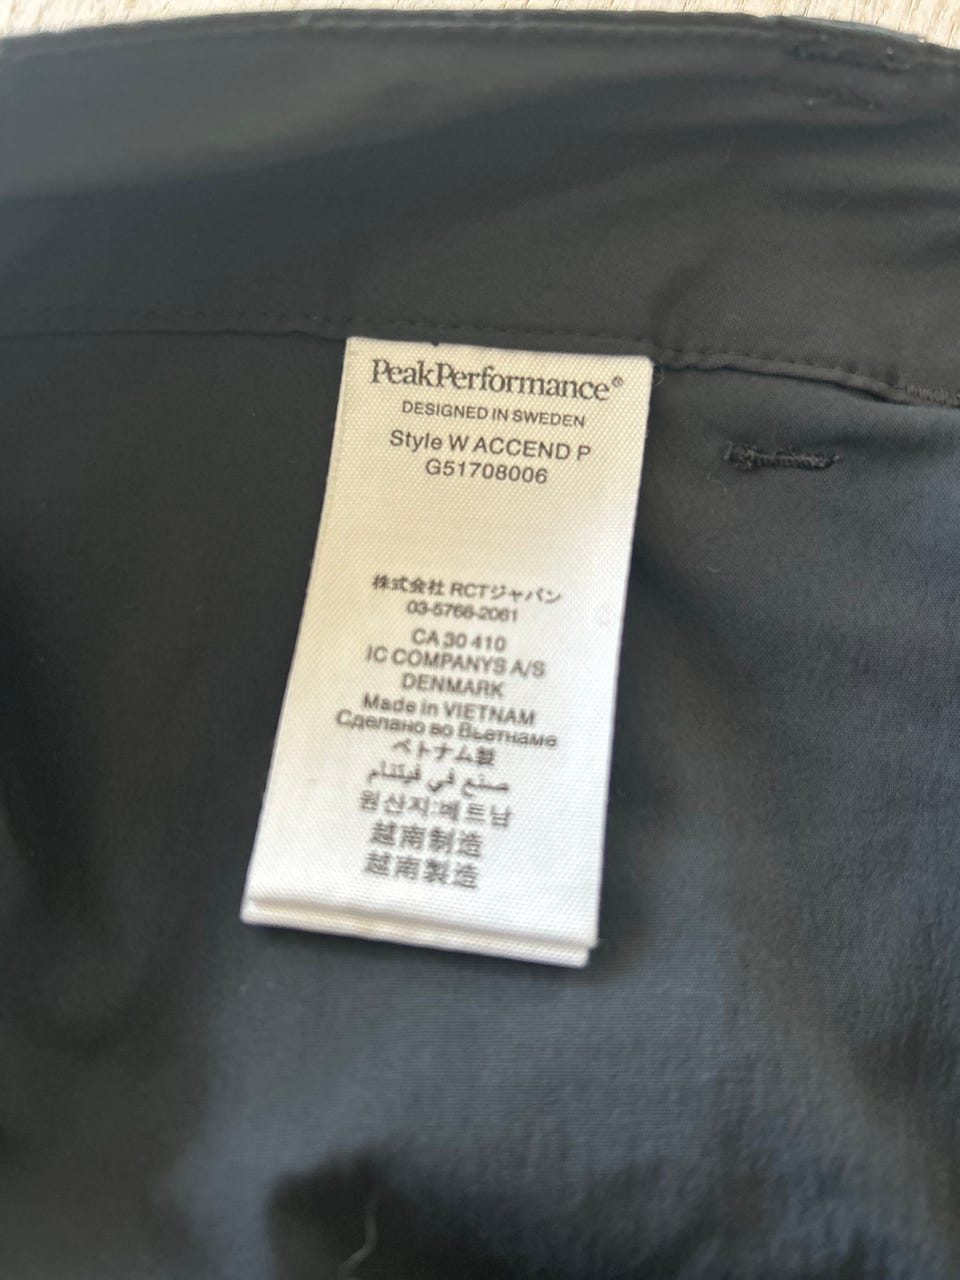 PeakPerformance®
DESIGNED IN SWEDEN
Style W ACCEND P
G51708006
株式会社 RCTジャパン
03-5766-2061
CA 30 410
IC COMPANYS A/S
DENMARK
Made in VIETNAM
Сделано во Вьетнаме
ベトナム製
صنع في فيتنام
원산지:베트남
越南制造
越南製造